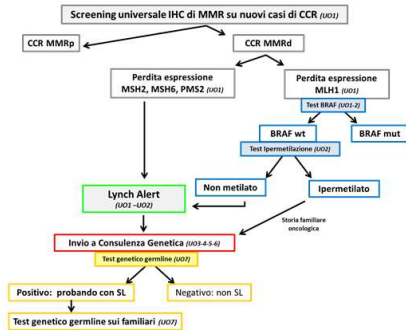 Screening universale IHC di MMR su nuovi casi di CCR (UO1)
CCR MMRp
CCR MMRd
Perdita espressione
MSH2, MSH6, PMS2 (UO1)
Perdita espressione
MLH1 (UO1)
Test BRAF (UO1-2)
BRAF wt
BRAF mut
Test Ipermetilazione (UO2)
Lynch Alert
(UO1 –UO2)
Non metilato
Ipermetilato
Storia familiare
oncologica
Invio a Consulenza Genetica (UO3-4-5-6)
Test genetico germline (UO7)
Positivo: probando con SL
Negativo: non SL
Test genetico germline sui familiari (UO7)